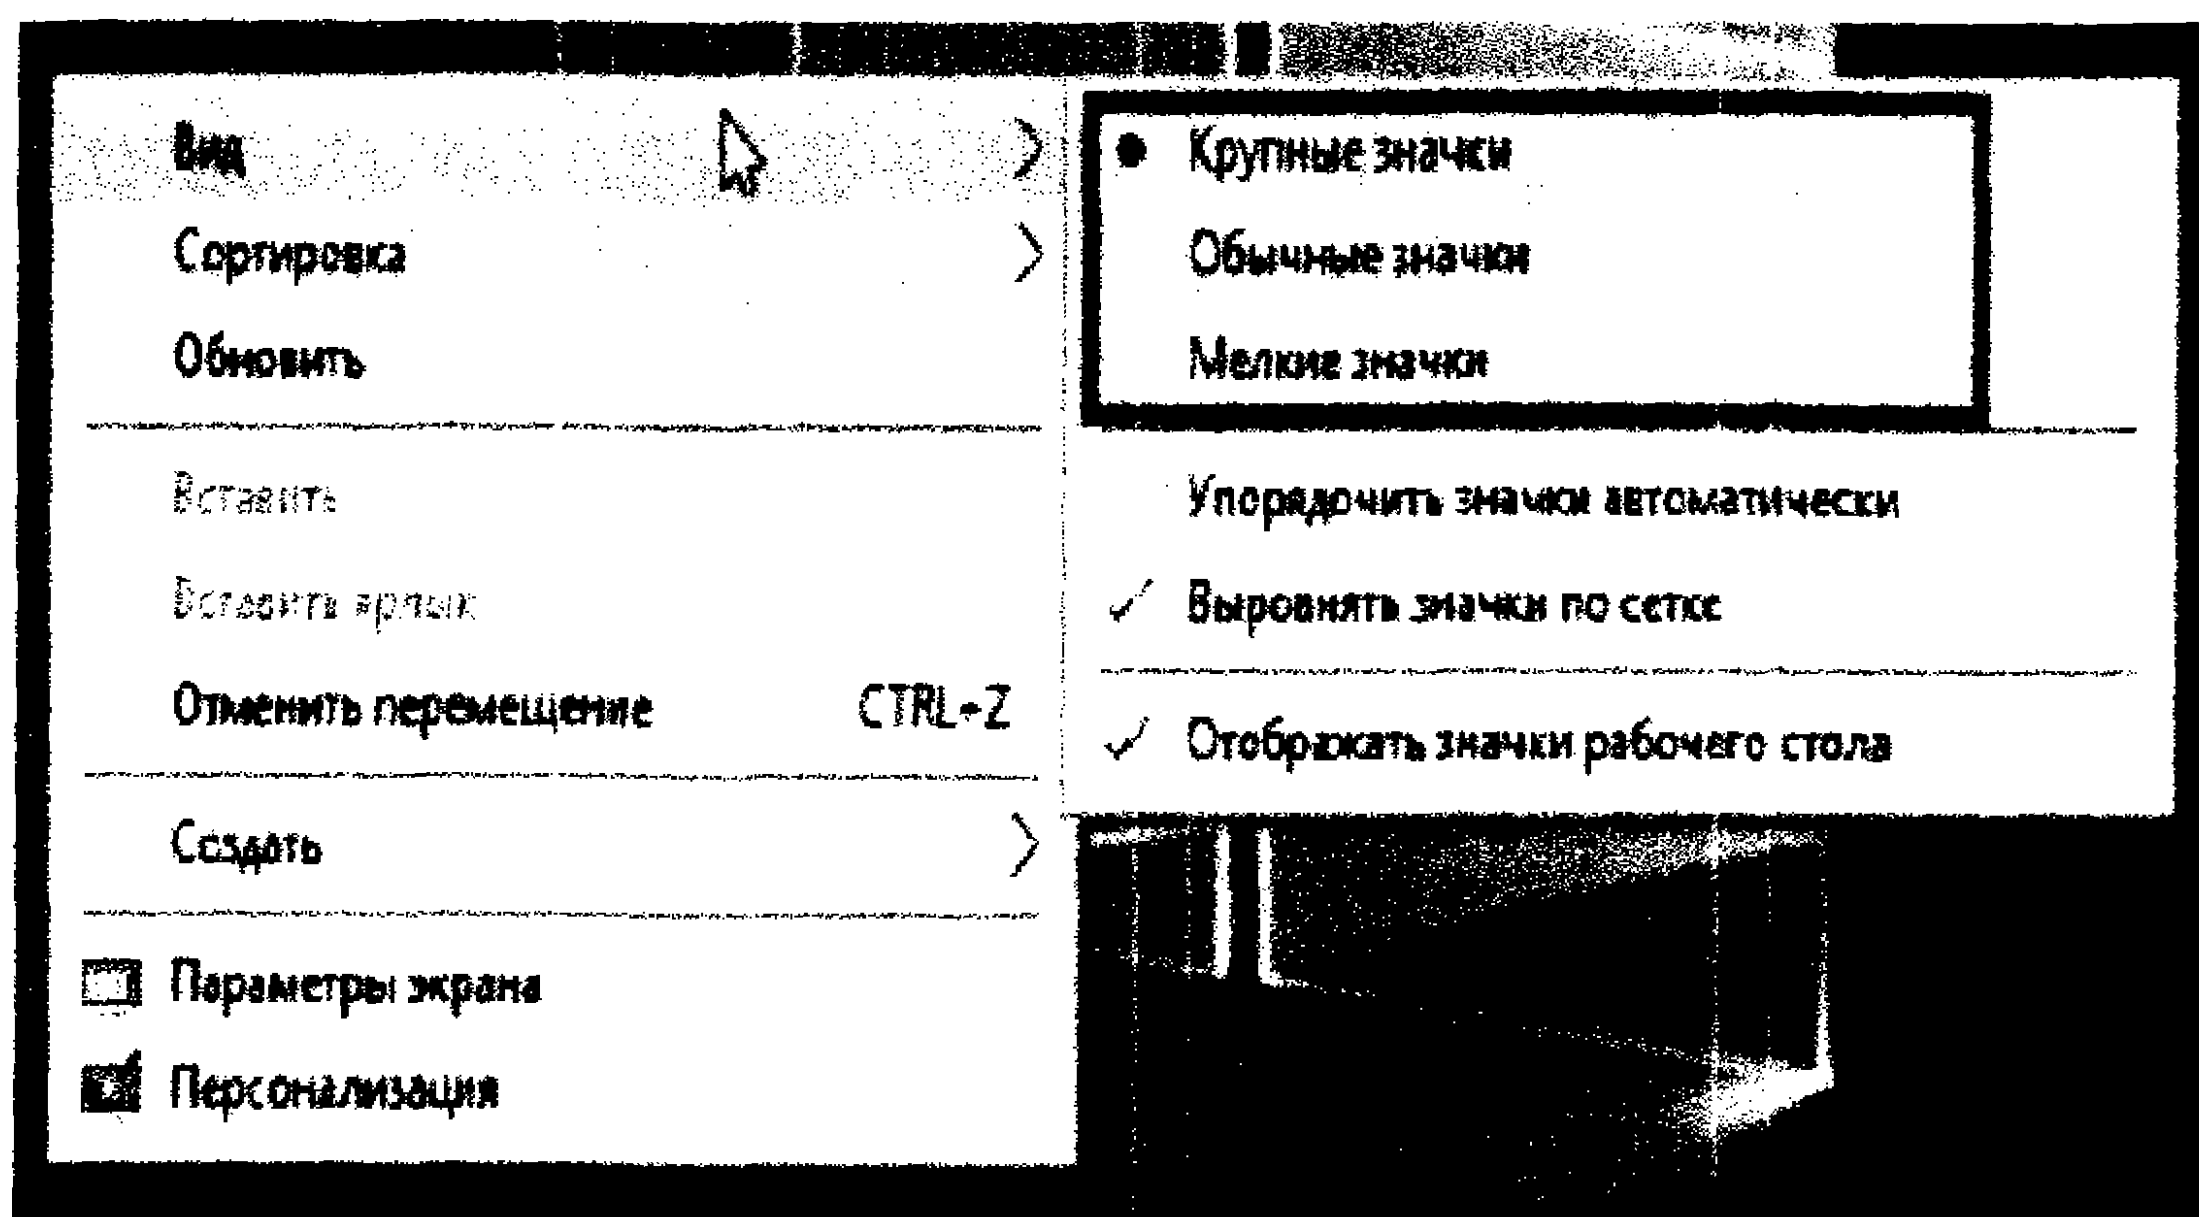 Вид
Сортировка
Обновить
Вставить
Вставить ярлык
Отменить перемещение CTRL+Z
Создать
Параметры экрана
Персонализация
Крупные значки
Обычные значки
Мелкие значки
Упорядочить значки автоматически
Выровнять значки по сетке
Отображать значки рабочего стола